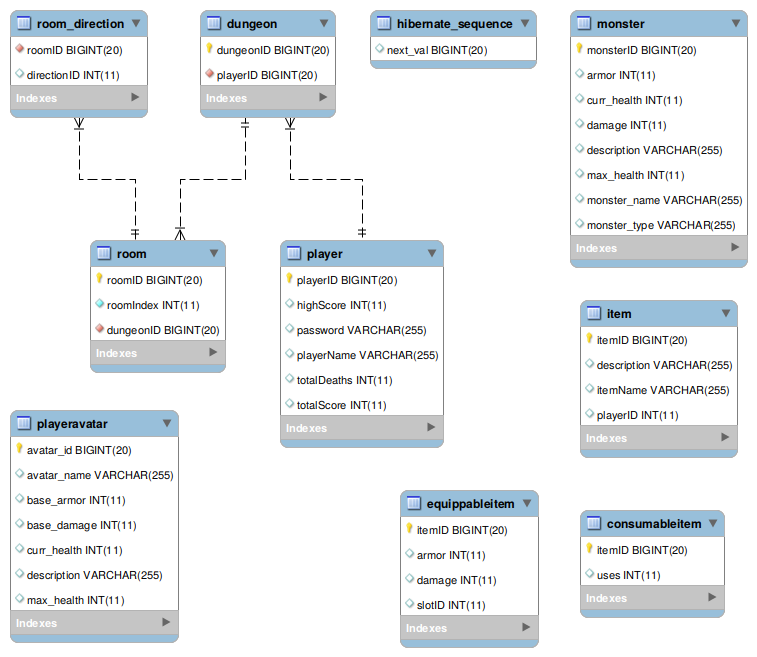 room_direction
roomID BIGINT(20)
directionID INT(11)
Indexes
dungeon
dungeonID BIGINT(20)
playerID BIGINT(20)
Indexes
hibernate_sequence
next_val BIGINT(20)
monster
monsterID BIGINT(20)
armor INT(11)
curr_health INT(11)
damage INT(11)
description VARCHAR(255)
max_health INT(11)
monster_name VARCHAR(255)
monster_type VARCHAR(255)
Indexes
room
roomID BIGINT(20)
roomIndex INT(11)
dungeonID BIGINT(20)
Indexes
player
playerID BIGINT(20)
highScore INT(11)
password VARCHAR(255)
playerName VARCHAR(255)
totalDeaths INT(11)
totalScore INT(11)
Indexes
item
itemID BIGINT(20)
description VARCHAR(255)
itemName VARCHAR(255)
playerID INT(11)
Indexes
playeravatar
avatar_id BIGINT(20)
avatar_name VARCHAR(255)
base_armor INT(11)
base_damage INT(11)
curr_health INT(11)
description VARCHAR(255)
max_health INT(11)
Indexes
equippableitem
itemID BIGINT(20)
armor INT(11)
damage INT(11)
slotID INT(11)
Indexes
consumableitem
itemID BIGINT(20)
uses INT(11)
Indexes